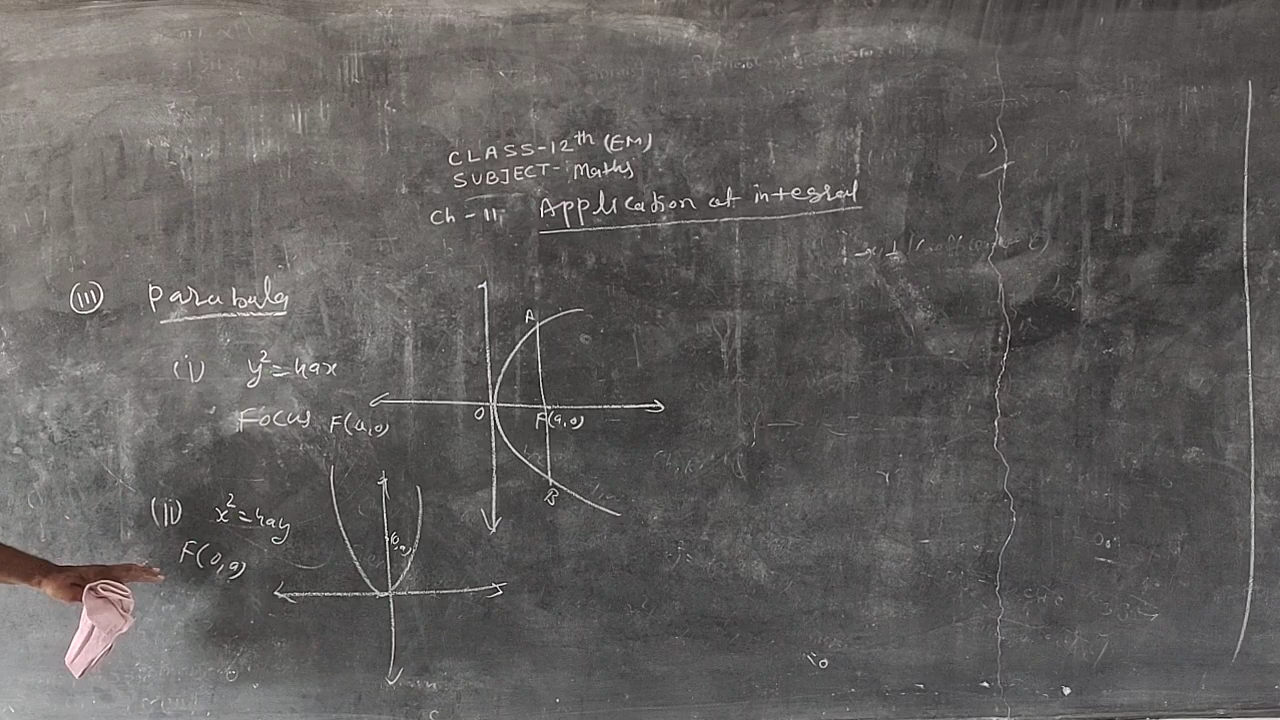 CLASS-12th (EM)
SUBJECT- Maths
Ch - 11, Application of integral
(iii) Parabola
(i) y²=4ax
Focus F(a,0)
A
O
F(a,0)
B
(ii) x²=4ay
F(0,a)
(0,a)